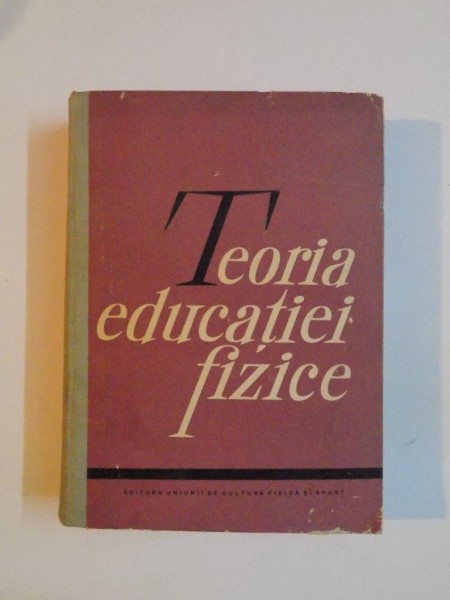 Teoria
educației
fizice
EDITURA UNIUNII DE CULTURĂ FIZICĂ ȘI SPORT